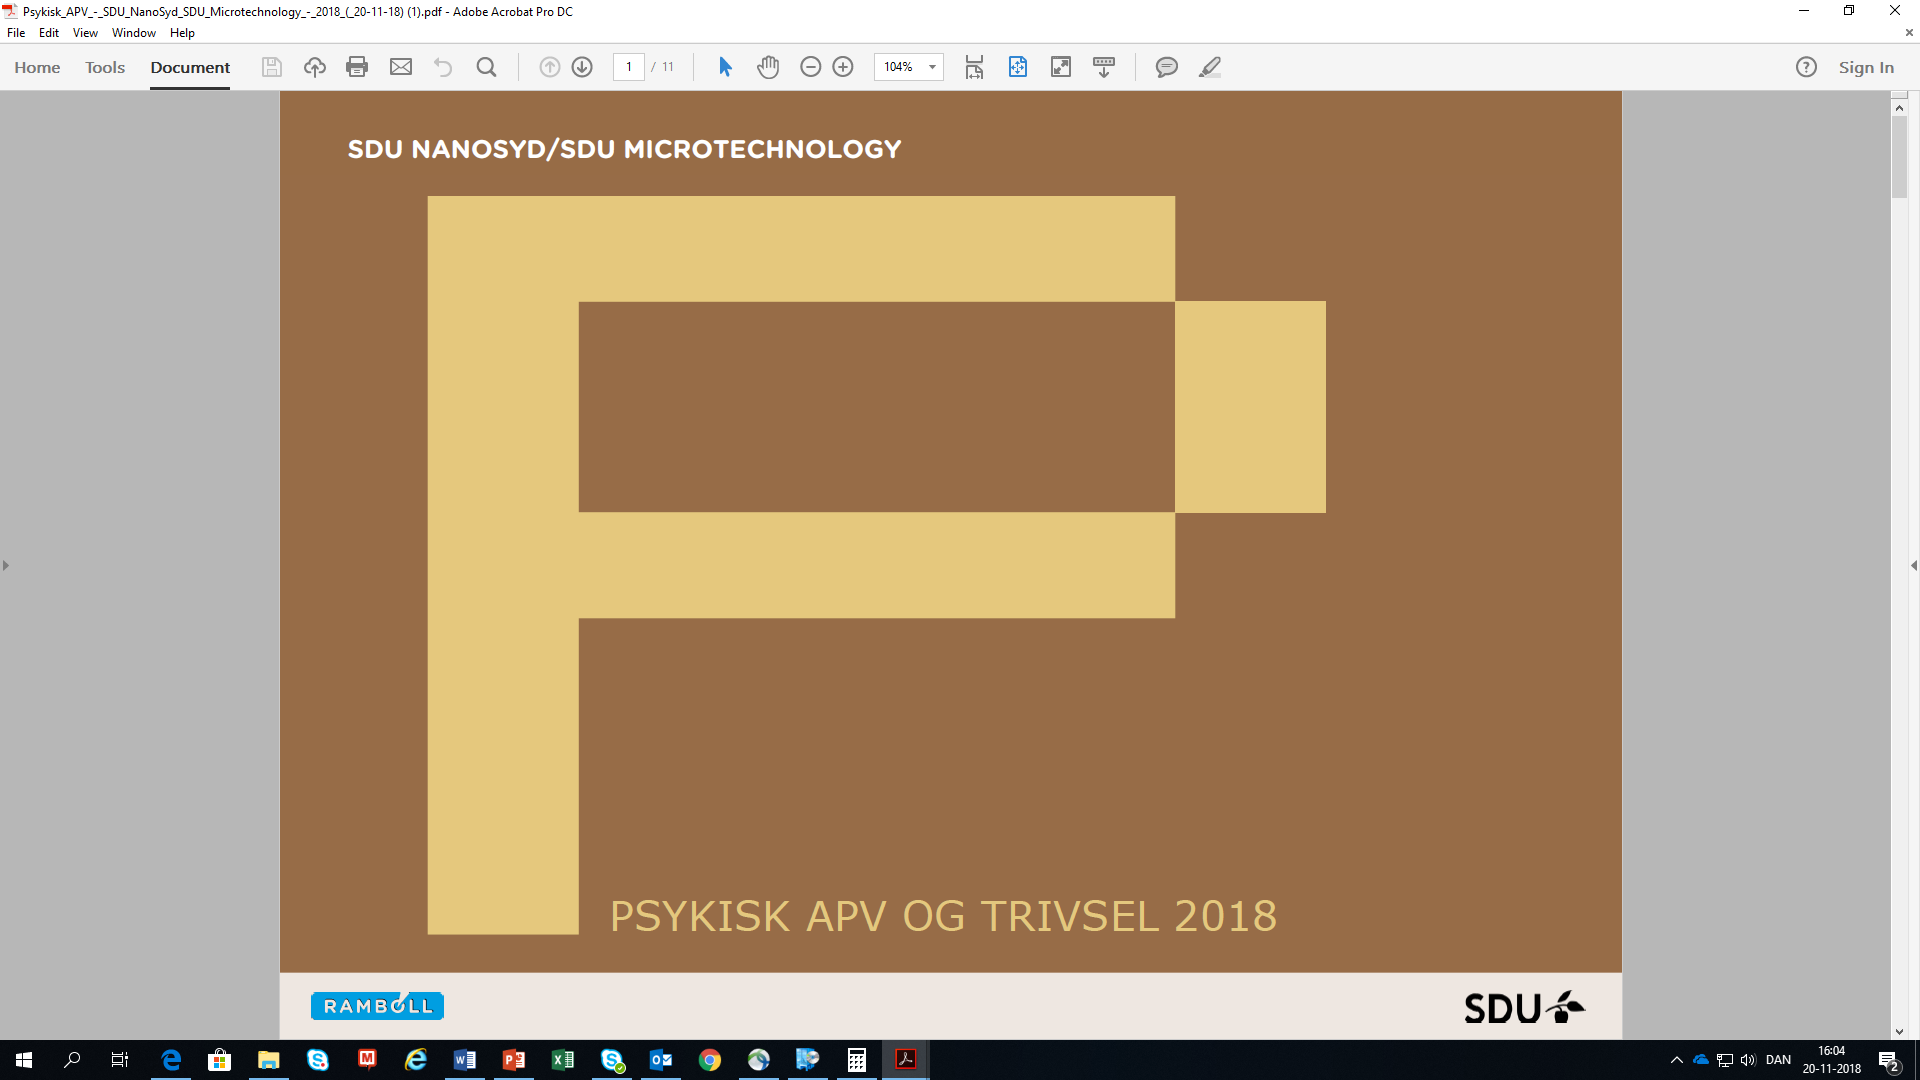 Psykisk_APV_-_SDU_NanoSyd_SDU_Microtechnology_-_2018_(_20-11-18) (1).pdf - Adobe Acrobat Pro DC
File Edit View Window Help
Home Tools Document 1 / 11 104% Sign In
SDU NANOSYD/SDU MICROTECHNOLOGY
PSYKISK APV OG TRIVSEL 2018
RAMBØLL
SDU
DAN
16:04
20-11-2018
2